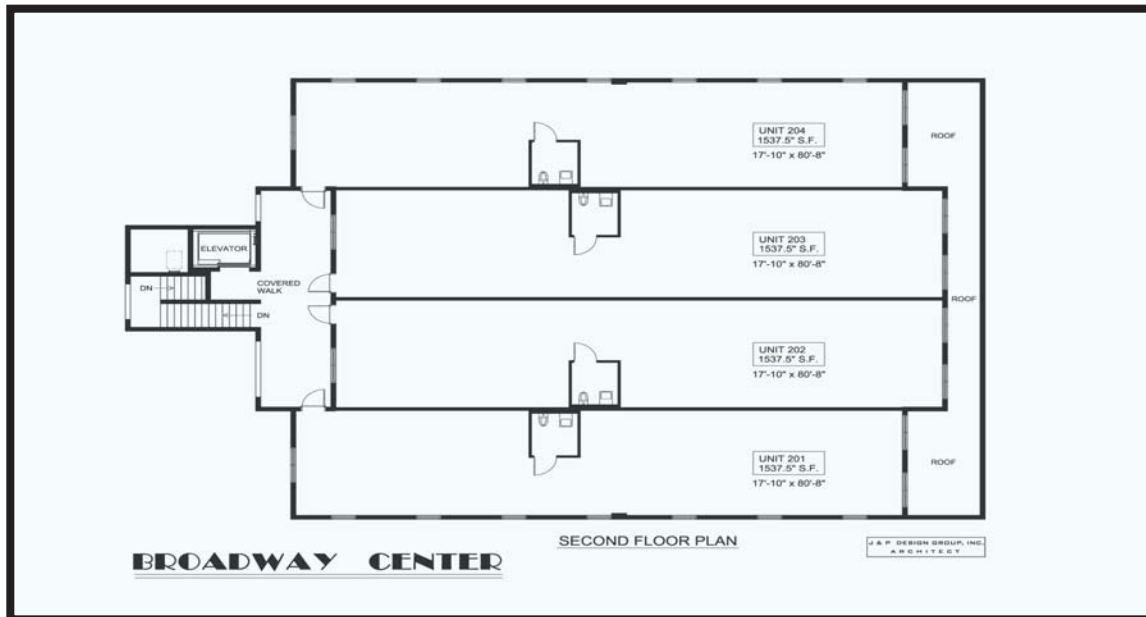 UNIT 204
1537.5" S.F.
17'-10" x 80'-8"
ROOF
UNIT 203
1537.5" S.F.
17'-10" x 80'-8"
ELEVATOR
COVERED
WALK
DN
DN
ROOF
UNIT 202
1537.5" S.F.
17'-10" x 80'-8"
UNIT 201
1537.5" S.F.
17'-10" x 80'-8"
ROOF
SECOND FLOOR PLAN
BROADWAY CENTER
J & P DESIGN GROUP, INC.
ARCHITECT